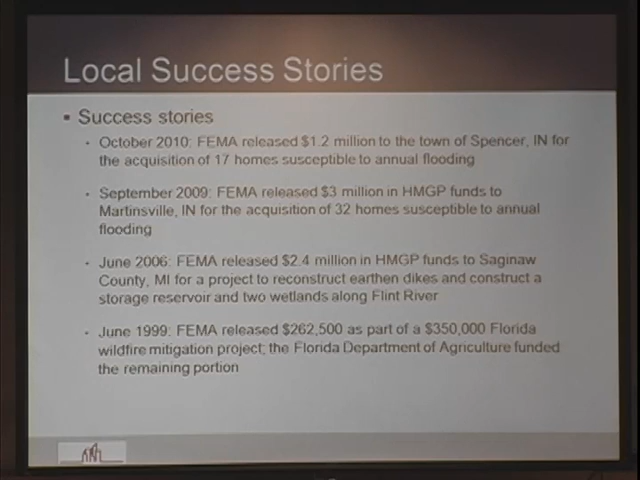 Local Success Stories
▪ Success stories
• October 2010: FEMA released $1.2 million to the town of Spencer, IN for
the acquisition of 17 homes susceptible to annual flooding
• September 2009: FEMA released $3 million in HMGP funds to
Martinsville, IN for the acquisition of 32 homes susceptible to annual
flooding
• June 2006: FEMA released $2.4 million in HMGP funds to Saginaw
County, MI for a project to reconstruct earthen dikes and construct a
storage reservoir and two wetlands along Flint River
• June 1999: FEMA released $262,500 as part of a $350,000 Florida
wildfire mitigation project; the Florida Department of Agriculture funded
the remaining portion